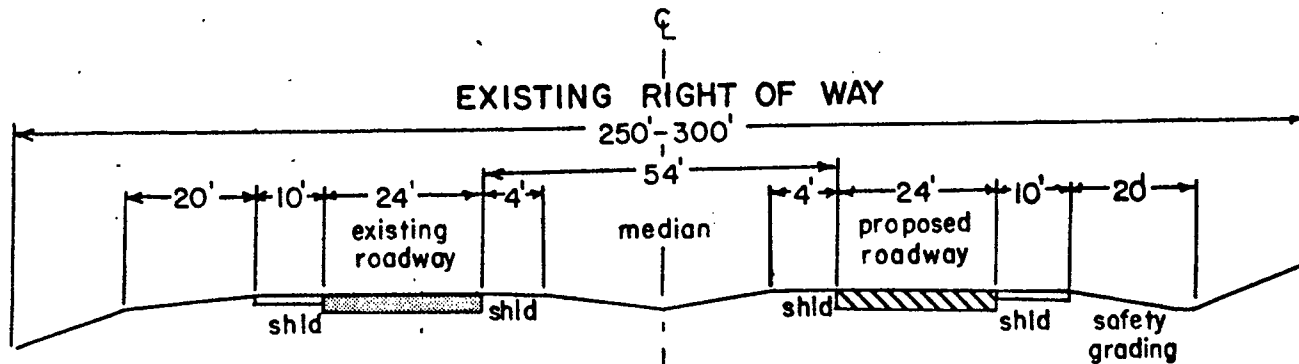 ℄
EXISTING RIGHT OF WAY
250'-300'
54'
20' 10' 24' 4' 4' 24' 10' 20'
existing roadway
median
proposed roadway
shld
shld
shld
shld
safety grading